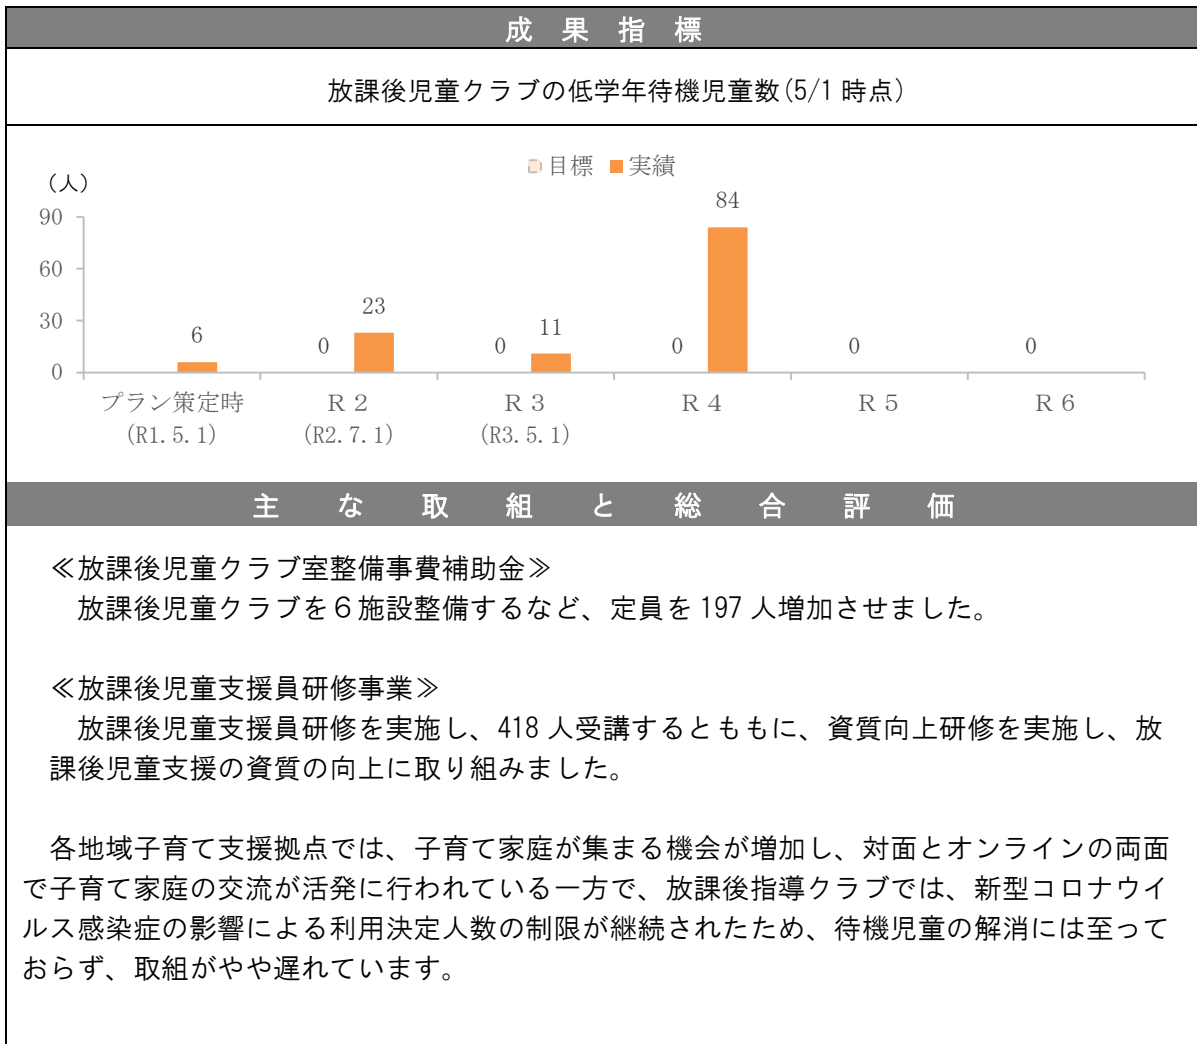 成果指標
放課後児童クラブの低学年待機児童数(5/1時点)
目標 実績
(人)
90
60
30
0
6
0 23
0 11
0 84
0
0
プラン策定時 R2 R3 R4 R5 R6
(R1.5.1) (R2.7.1) (R3.5.1)
主な取組と総合評価
≪放課後児童クラブ室整備事費補助金≫
放課後児童クラブを6施設整備するなど、定員を197人増加させました。
≪放課後児童支援員研修事業≫
放課後児童支援員研修を実施し、418人受講するとももに、資質向上研修を実施し、放
課後児童支援の資質の向上に取り組みました。
各地域子育て支援拠点では、子育て家庭が集まる機会が増加し、対面とオンラインの両面
で子育て家庭の交流が活発に行われている一方で、放課後指導クラブでは、新型コロナウイ
ルス感染症の影響による利用決定人数の制限が継続されたため、待機児童の解消には至って
おらず、取組がやや遅れています。